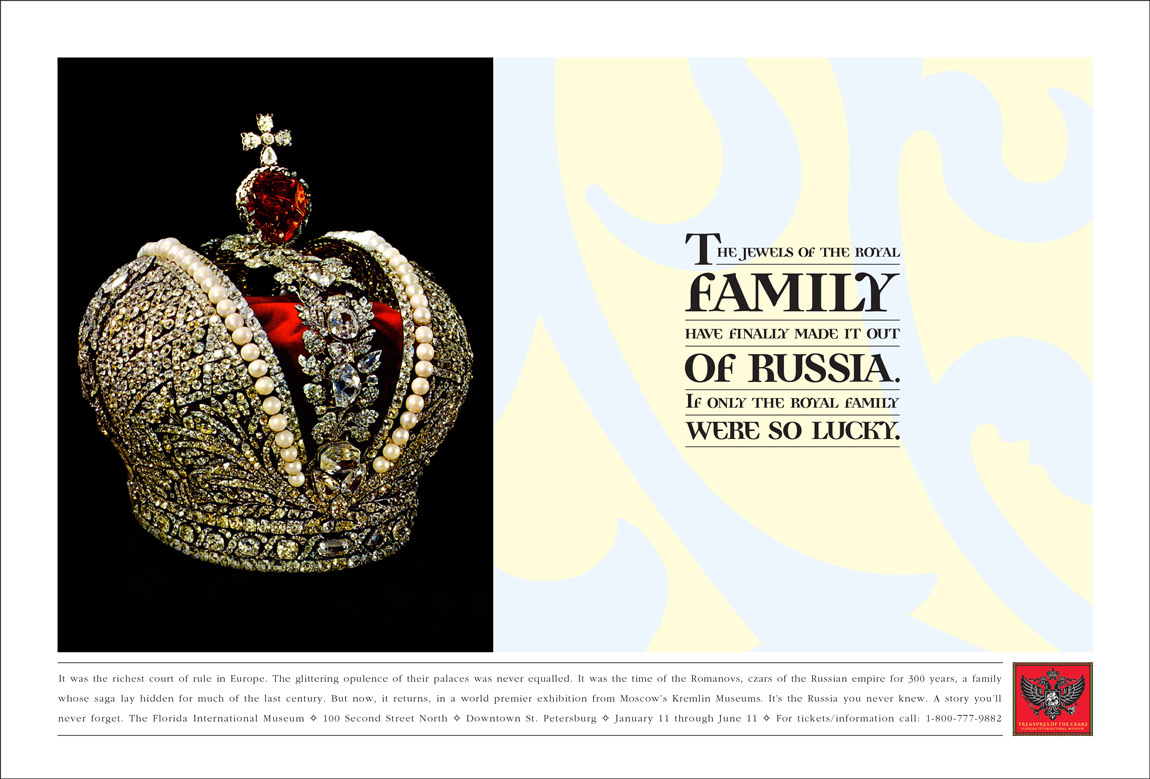 The jewels of the royal
family
have finally made it out
of Russia.
If only the royal family
were so lucky.
It was the richest court of rule in Europe. The glittering opulence of their palaces was never equalled. It was the time of the Romanovs, czars of the Russian empire for 300 years, a family
whose saga lay hidden for much of the last century. But now it returns, in a world premier exhibition from Moscow's Kremlin Museums. It's the Russia you never knew. A story you'll
never forget. The Florida International Museum ✧ 100 Second Street North ✧ Downtown St. Petersburg ✧ January 11 through June 11 ✧ For tickets/information call: 1-800-777-9882
TREASURES OF THE CZARS
FLORIDA INTERNATIONAL MUSEUM